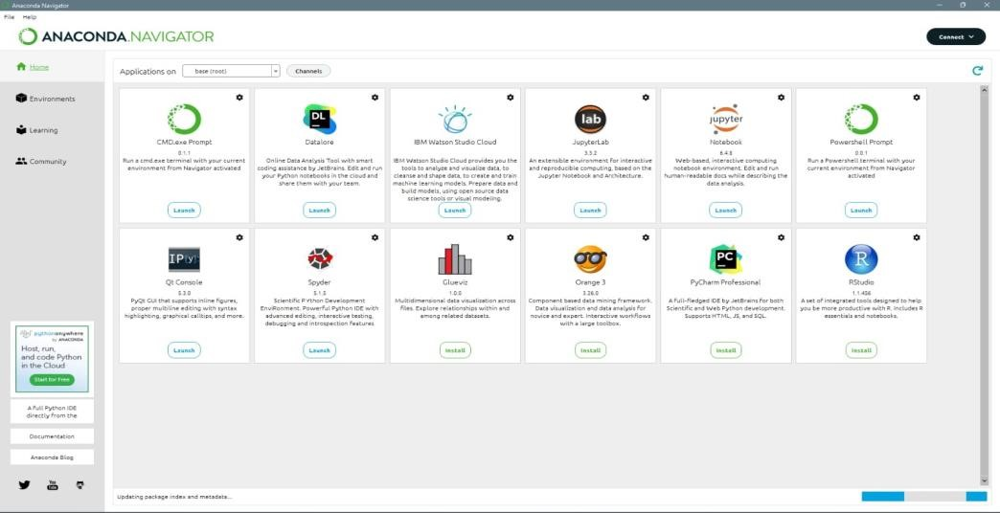 Anaconda Navigator
File Help
ANACONDA.NAVIGATOR
Connect
Home
Environments
Learning
Community
Applications on base (root) Channels
CMD.exe Prompt
0.1.1
Run a cmd.exe terminal with your current
environment from Navigator activated
Launch
DL
Datalore
Online Data Analysis Tool with smart
coding assistance by JetBrains. Edit and run
your Python notebooks in the cloud and
share them with your team.
Launch
IBM Watson Studio Cloud
IBM Watson Studio Cloud provides you the
tools to analyze and visualize data, to
cleanse and shape data, to create and train
machine learning models. Prepare data and
build models, using open source data
science tools or visual modeling.
Launch
lab
JupyterLab
3.3.2
An extensible environment for interactive
and reproducible computing, based on the
Jupyter Notebook and Architecture.
Launch
jupyter
Notebook
6.4.8
Web-based, interactive computing
notebook environment. Edit and run
human-readable docs while describing the
data analysis.
Launch
Powershell Prompt
0.0.1
Run a Powershell terminal with your
current environment from Navigator
activated
Launch
IP[y]:
Qt Console
5.3.0
PyQt GUI that supports inline figures,
proper multiline editing with syntax
highlighting, graphical calltips, and more.
Launch
Spyder
5.1.5
Scientific PYthon Development
EnviRonment. Powerful Python IDE with
advanced editing, interactive testing,
debugging and introspection features
Launch
Glueviz
1.0.0
Multidimensional data visualization across
files. Explore relationships within and
among related datasets.
Install
Orange 3
3.26.0
Component based data mining framework.
Data visualization and data analysis for
novice and expert. Interactive workflows
with a large toolbox.
Install
PC
PyCharm Professional
A full-fledged IDE by JetBrains for both
Scientific and Web Python development.
Supports HTML, JS, and SQL.
Install
R
RStudio
1.1.456
A set of integrated tools designed to help
you be more productive with R. Includes R
essentials and notebooks.
Install
pythonanywhere
by ANACONDA
Host, run,
and code Python
in the Cloud
Start for Free
A full Python IDE
directly from the
Documentation
Anaconda Blog
You
Tube
Updating package index and metadata...